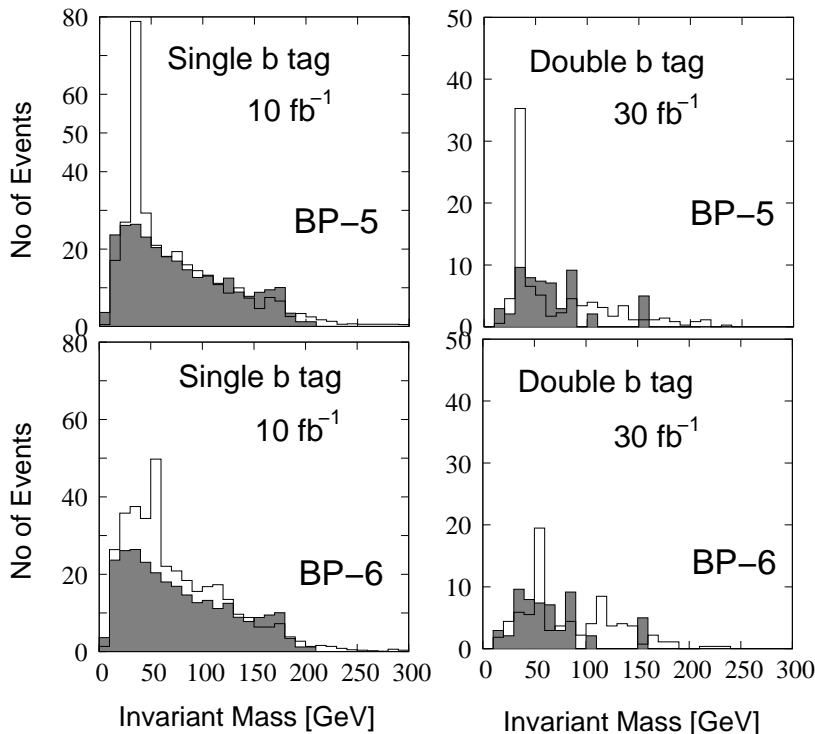 80
70
60
50
40
20
0
No of Events
Single b tag
10 fb⁻¹
BP−5
50
40
30
20
10
0
Double b tag
30 fb⁻¹
BP−5
80
60
40
20
0
No of Events
Single b tag
10 fb⁻¹
BP−6
0 50 100 150 200 250 300
Invariant Mass [GeV]
50
40
30
20
10
0
Double b tag
30 fb⁻¹
BP−6
0 50 100 150 200 250 300
Invariant Mass [GeV]